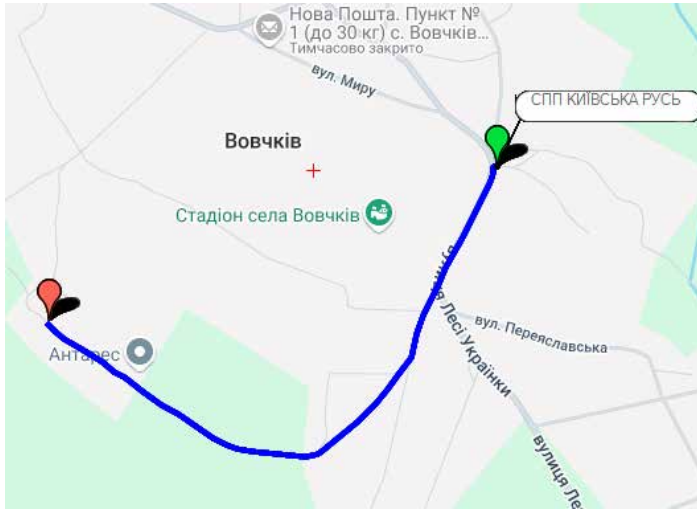 Нова Пошта. Пункт №
1 (до 30 кг) с. Вовчків...
Тимчасово закрито
СПП КИЇВСЬКА РУСЬ
вул. Миру
Вовчків
Стадіон села Вовчків
вул. Переяславська
Лесі Українки
Антарес
вулиця Ле